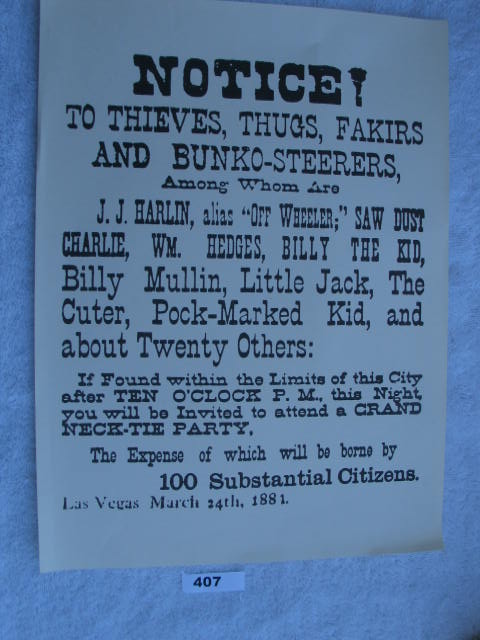 NOTICE!
TO THIEVES, THUGS, FAKIRS
AND BUNKO-STEERERS,
Among Whom Are
J. J. HARLIN, alias "OFF WHEELER;" SAW DUST
CHARLIE, WM. HEDGES, BILLY THE KID,
Billy Mullin, Little Jack, The
Cuter, Pock-Marked Kid, and
about Twenty Others:
If Found within the Limits of this City
after TEN O'CLOCK P. M., this Night,
you will be Invited to attend a GRAND
NECK-TIE PARTY,
The Expense of which will be borne by
100 Substantial Citizens.
Las Vegas March 24th, 1881.
407